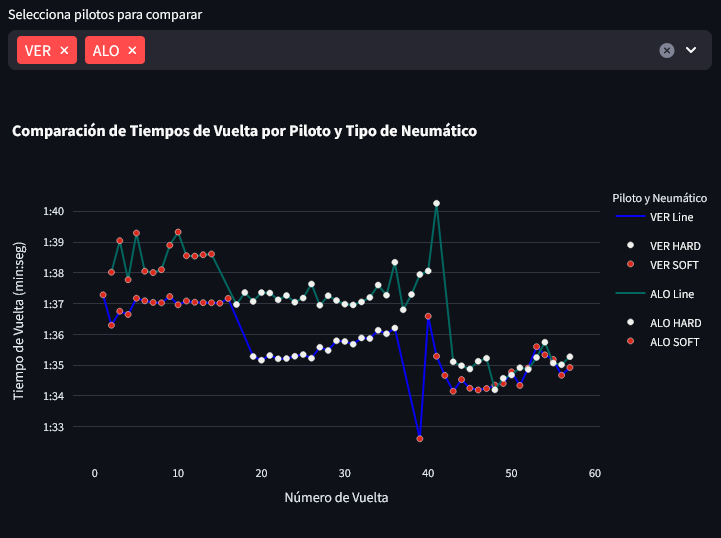 Selecciona pilotos para comparar
VER × ALO ×
Comparación de Tiempos de Vuelta por Piloto y Tipo de Neumático
Piloto y Neumático
VER Line
VER HARD
VER SOFT
ALO Line
ALO HARD
ALO SOFT
Tiempo de Vuelta (min:seg)
1:40
1:39
1:38
1:37
1:36
1:35
1:34
1:33
0 10 20 30 40 50 60
Número de Vuelta